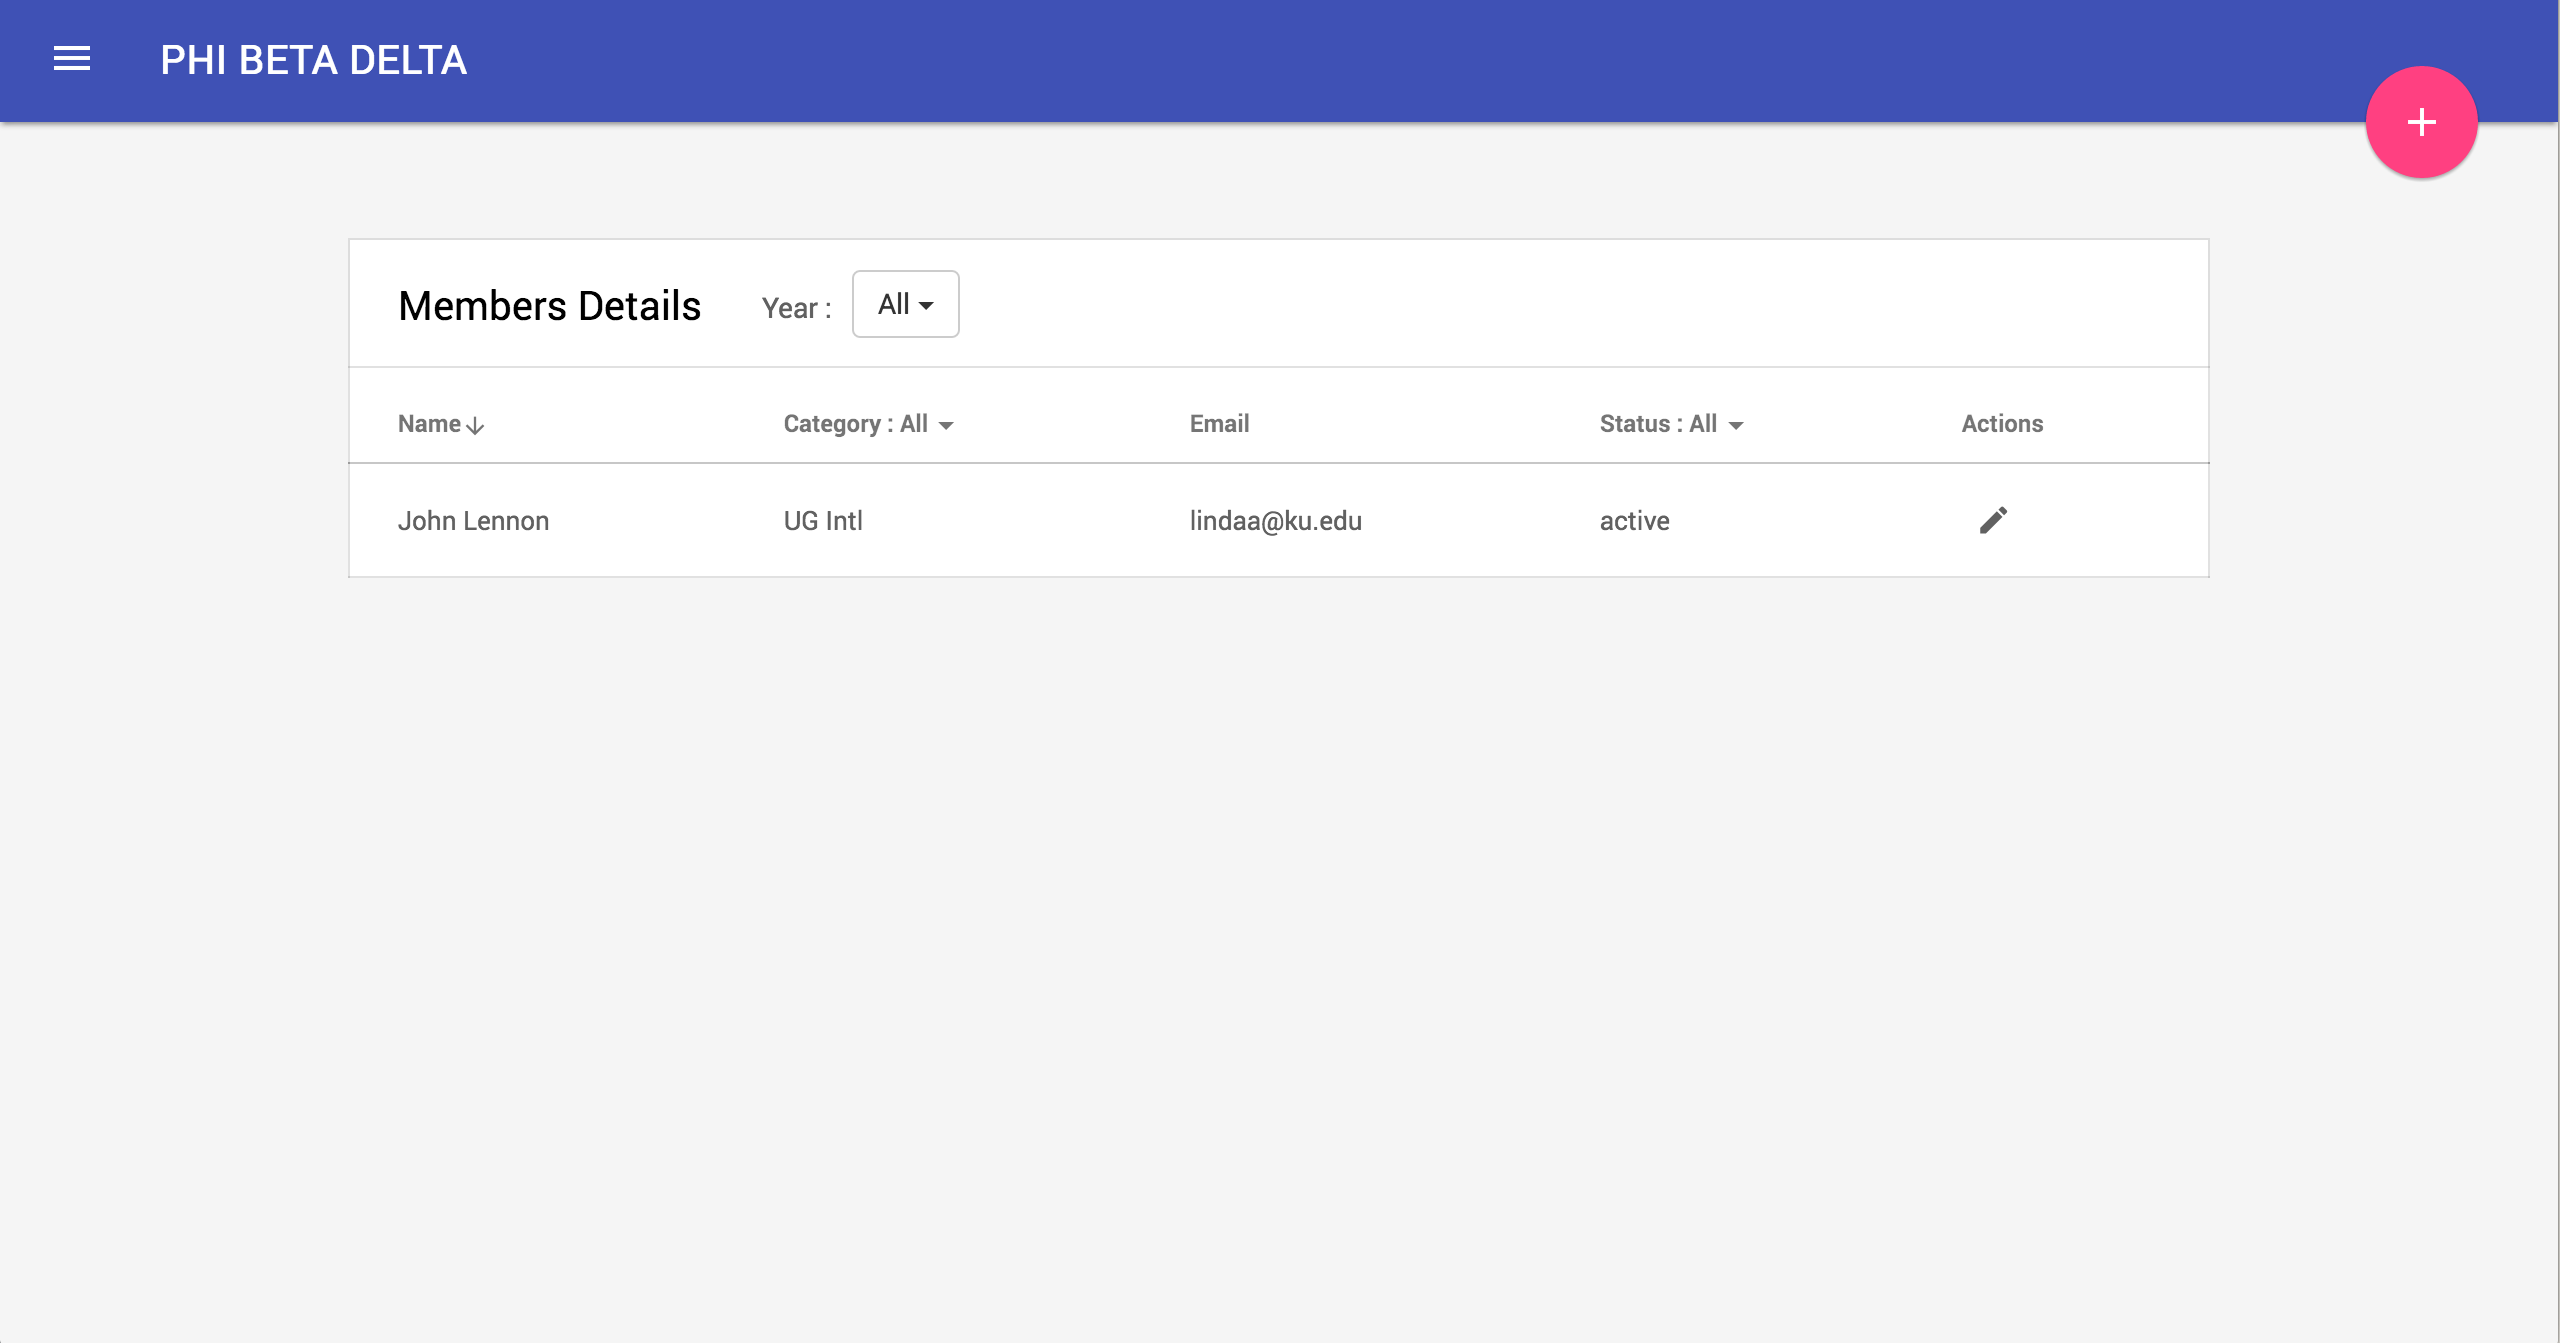 PHI BETA DELTA
Members Details Year : All
Name Category : All Email Status : All Actions
John Lennon UG Intl lindaa@ku.edu active